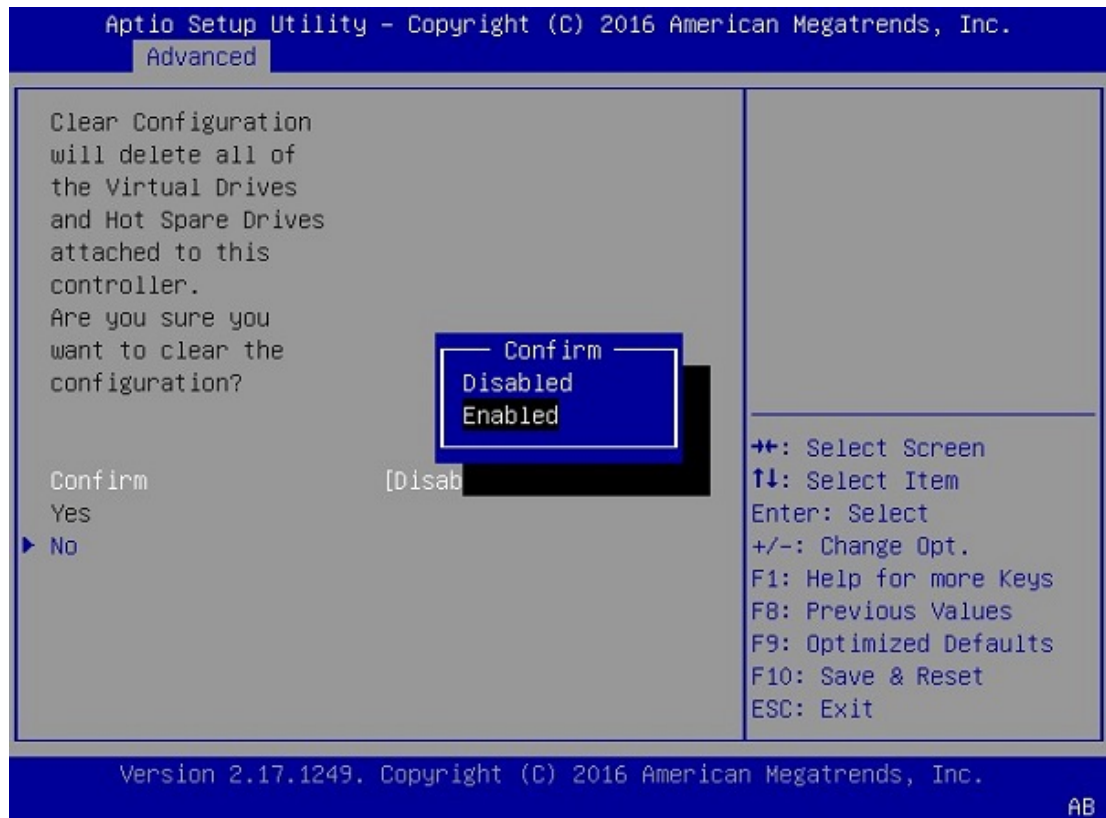 Aptio Setup Utility – Copyright (C) 2016 American Megatrends, Inc.
Advanced
Clear Configuration
will delete all of
the Virtual Drives
and Hot Spare Drives
attached to this
controller.
Are you sure you
want to clear the
configuration?
Confirm
Disabled
Enabled
Confirm [Disab
Yes
No
→←: Select Screen
↑↓: Select Item
Enter: Select
+/-: Change Opt.
F1: Help for more Keys
F8: Previous Values
F9: Optimized Defaults
F10: Save & Reset
ESC: Exit
Version 2.17.1249. Copyright (C) 2016 American Megatrends, Inc.
AB